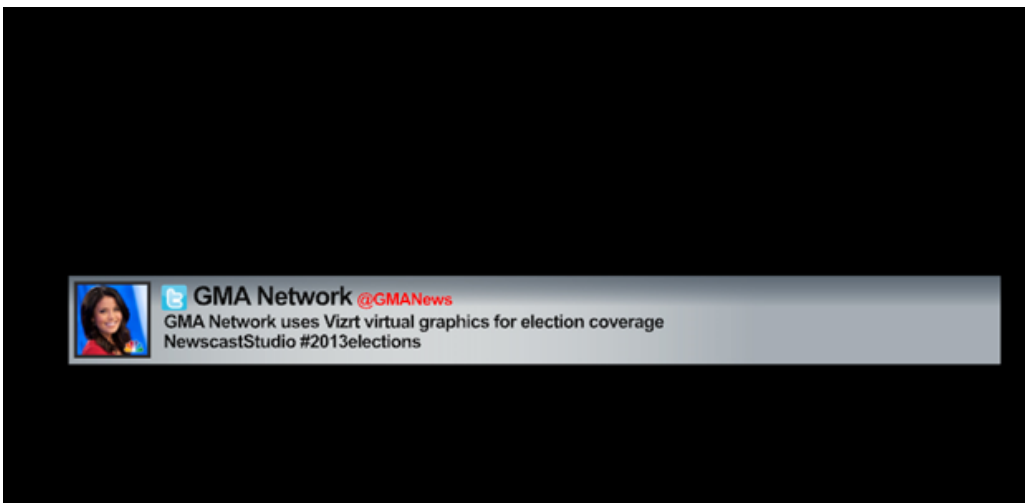 GMA Network @GMANews
GMA Network uses Vizrt virtual graphics for election coverage
NewscastStudio #2013elections